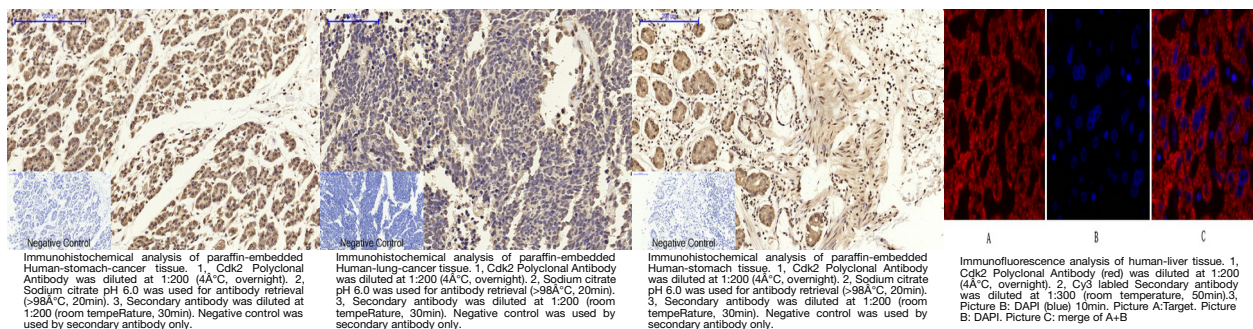 Negative Control
Immunohistochemical analysis of paraffin-embedded
Human-stomach-cancer tissue. 1, Cdk2 Polyclonal
Antibody was diluted at 1:200 (4Â°C, overnight). 2,
Sodium citrate pH 6.0 was used for antibody retrieval
(>98Â°C, 20min). 3, Secondary antibody was diluted at
1:200 (room tempeRature, 30min). Negative control was
used by secondary antibody only.
Negative Control
Immunohistochemical analysis of paraffin-embedded
Human-lung-cancer tissue. 1, Cdk2 Polyclonal Antibody
was diluted at 1:200 (4Â°C, overnight). 2, Sodium citrate
pH 6.0 was used for antibody retrieval (>98Â°C, 20min).
3, Secondary antibody was diluted at 1:200 (room
tempeRature, 30min). Negative control was used by
secondary antibody only.
Negative Control
Immunohistochemical analysis of paraffin-embedded
Human-stomach tissue. 1, Cdk2 Polyclonal Antibody
was diluted at 1:200 (4Â°C, overnight). 2, Sodium citrate
pH 6.0 was used for antibody retrieval (>98Â°C, 20min).
3, Secondary antibody was diluted at 1:200 (room
tempeRature, 30min). Negative control was used by
secondary antibody only.
A B C
Immunofluorescence analysis of human-liver tissue. 1,
Cdk2 Polyclonal Antibody (red) was diluted at 1:200
(4Â°C, overnight). 2, Cy3 labled Secondary antibody
was diluted at 1:300 (room temperature, 50min).3,
Picture B: DAPI (blue) 10min. Picture A:Target. Picture
B: DAPI. Picture C: merge of A+B